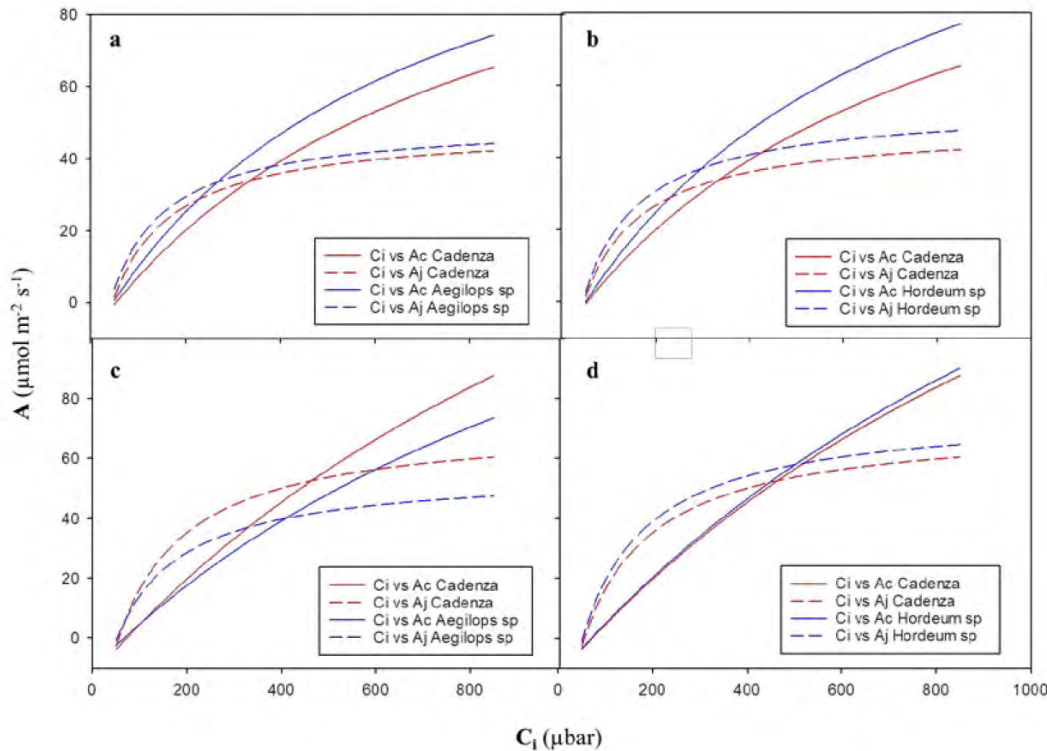 a
b
80
60
40
20
0
Ci vs Ac Cadenza
Ci vs Aj Cadenza
Ci vs Ac Aegilops sp
Ci vs Aj Aegilops sp
Ci vs Ac Cadenza
Ci vs Aj Cadenza
Ci vs Ac Hordeum sp
Ci vs Aj Hordeum sp
A (µmol m⁻² s⁻¹)
c
d
80
60
40
20
0
Ci vs Ac Cadenza
Ci vs Aj Cadenza
Ci vs Ac Aegilops sp
Ci vs Aj Aegilops sp
Ci vs Ac Cadenza
Ci vs Aj Cadenza
Ci vs Ac Hordeum sp
Ci vs Aj Hordeum sp
0 200 400 600 800 0 200 400 600 800 1000
Cᵢ (µbar)